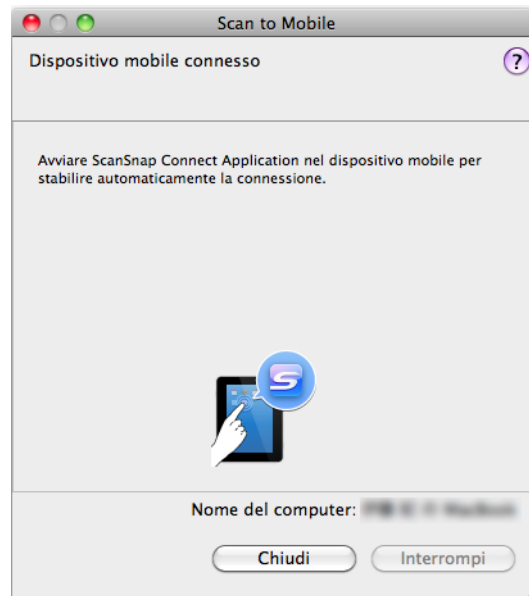 Scan to Mobile
Dispositivo mobile connesso
?
Avviare ScanSnap Connect Application nel dispositivo mobile per
stabilire automaticamente la connessione.
S
Nome del computer:
Chiudi
Interrompi